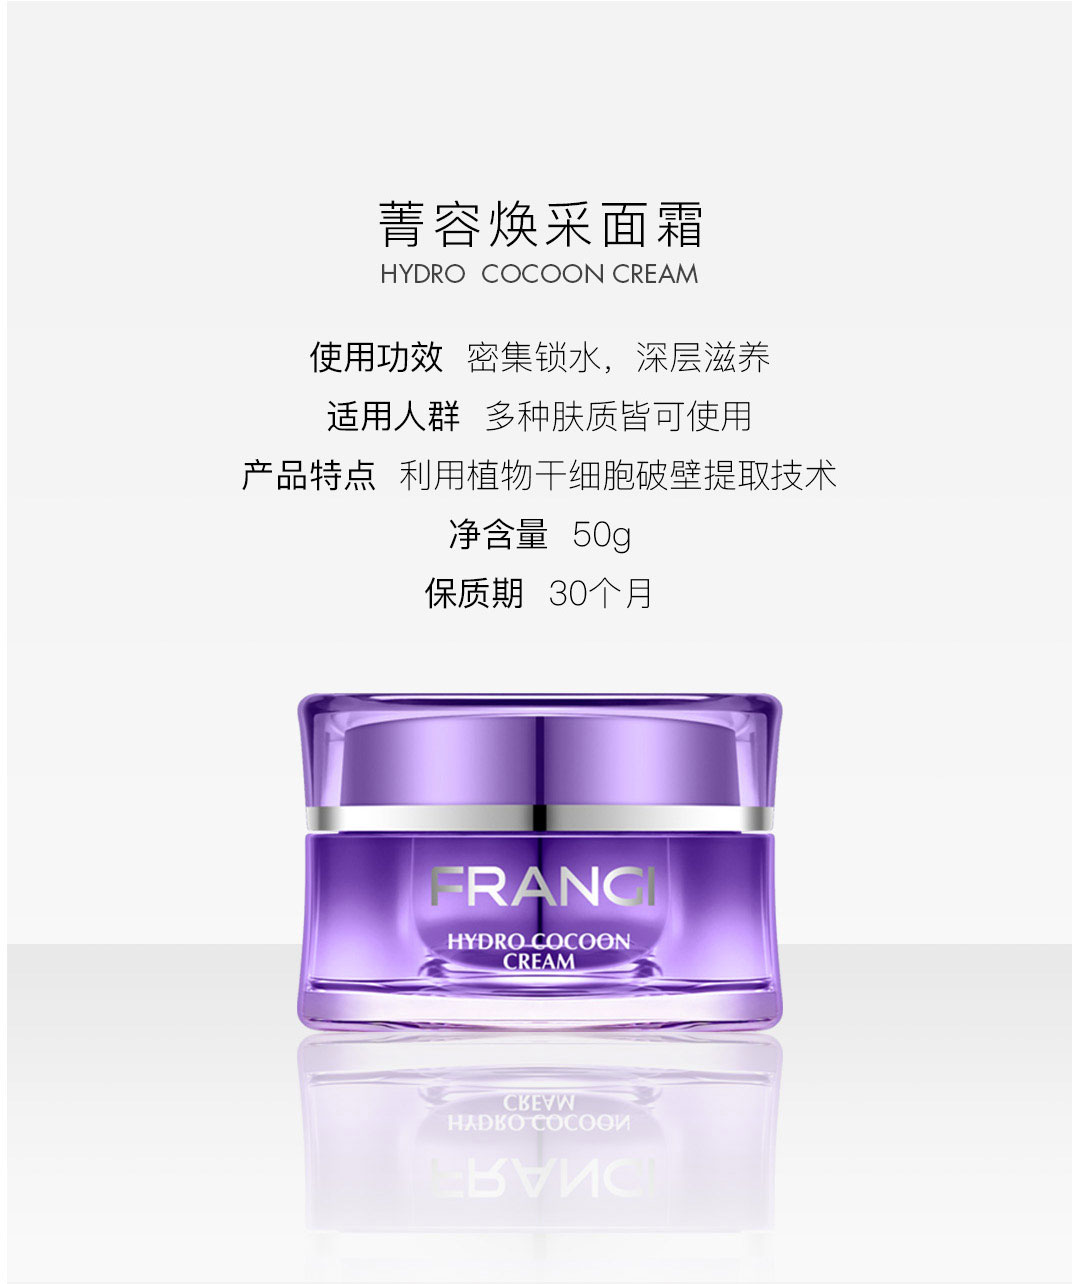 菁容焕采面霜
HYDRO COCOON CREAM
使用功效 密集锁水，深层滋养
适用人群 多种肤质皆可使用
产品特点 利用植物干细胞破壁提取技术
净含量 50g
保质期 30个月
FRANGI
HYDRO COCOON
CREAM